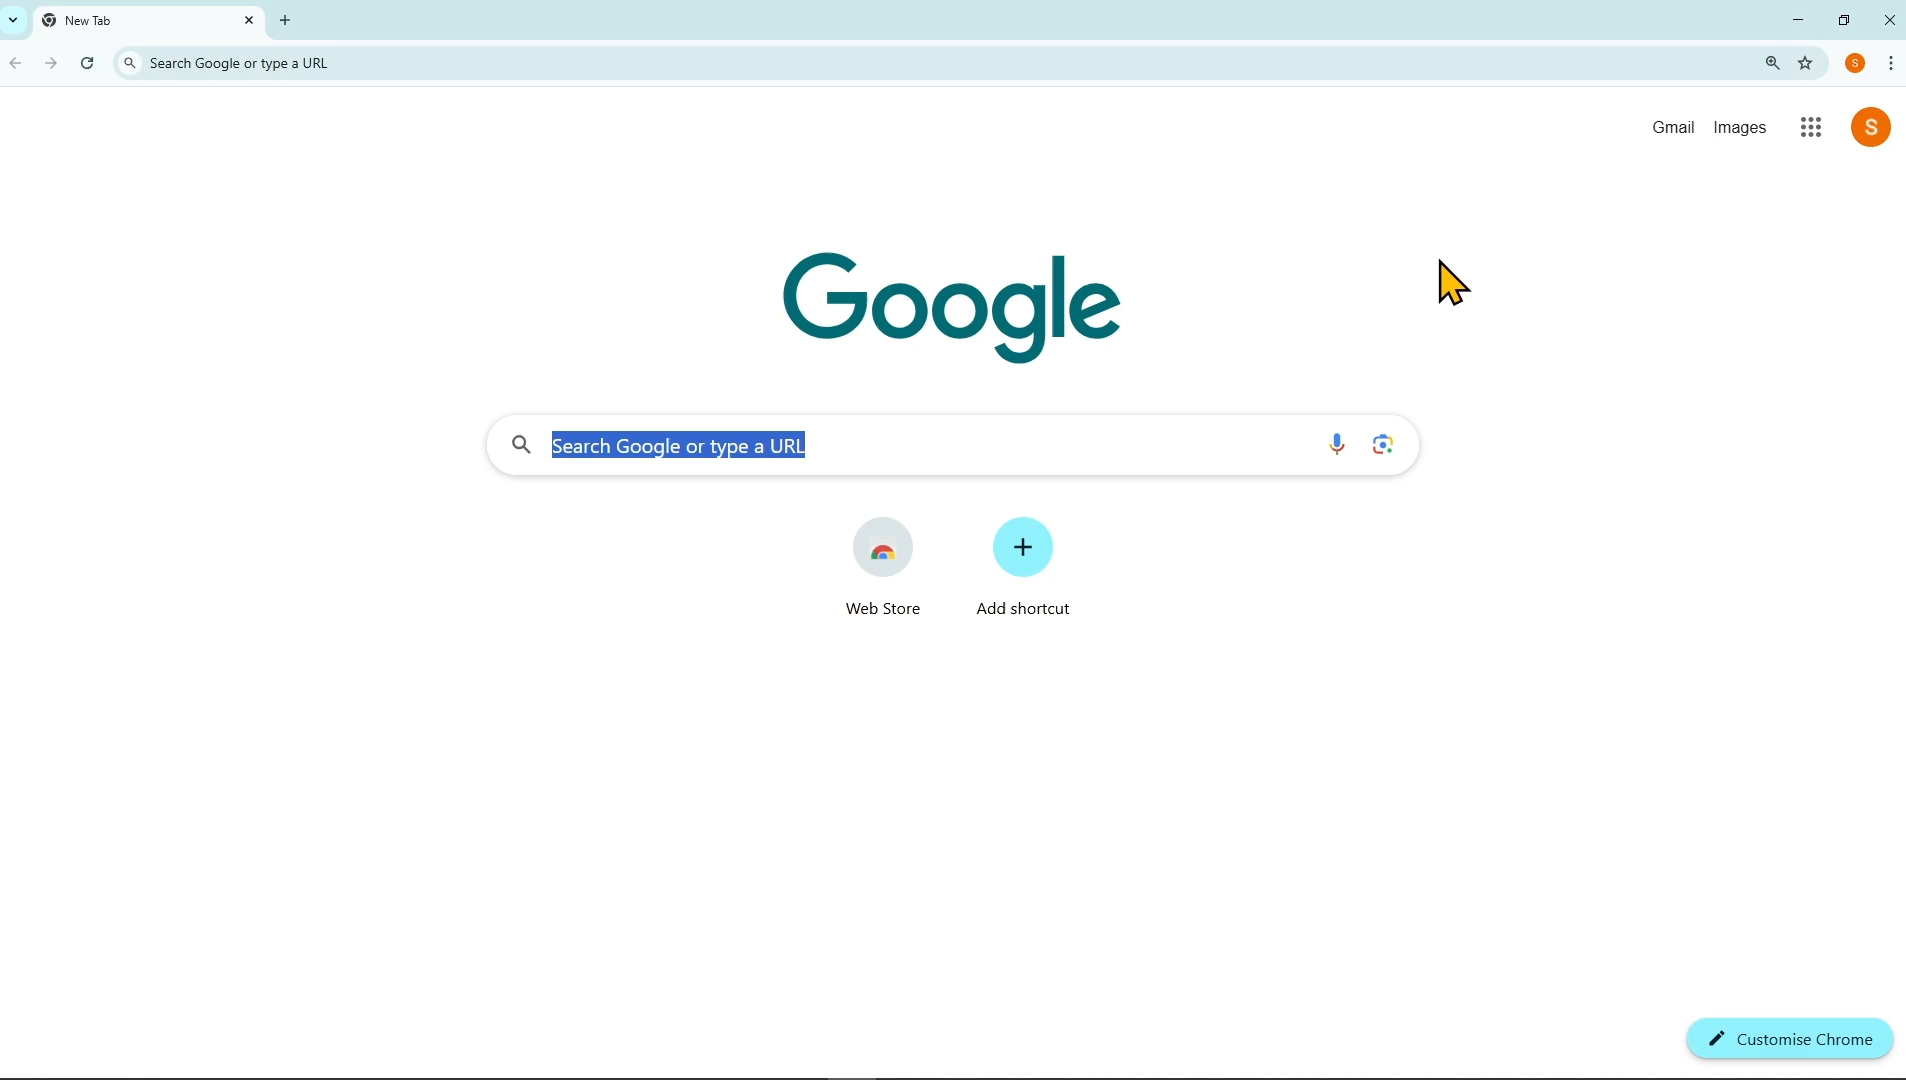 New Tab
Search Google or type a URL
S
Gmail Images
S
Google
Search Google or type a URL
Web Store Add shortcut
Customise Chrome